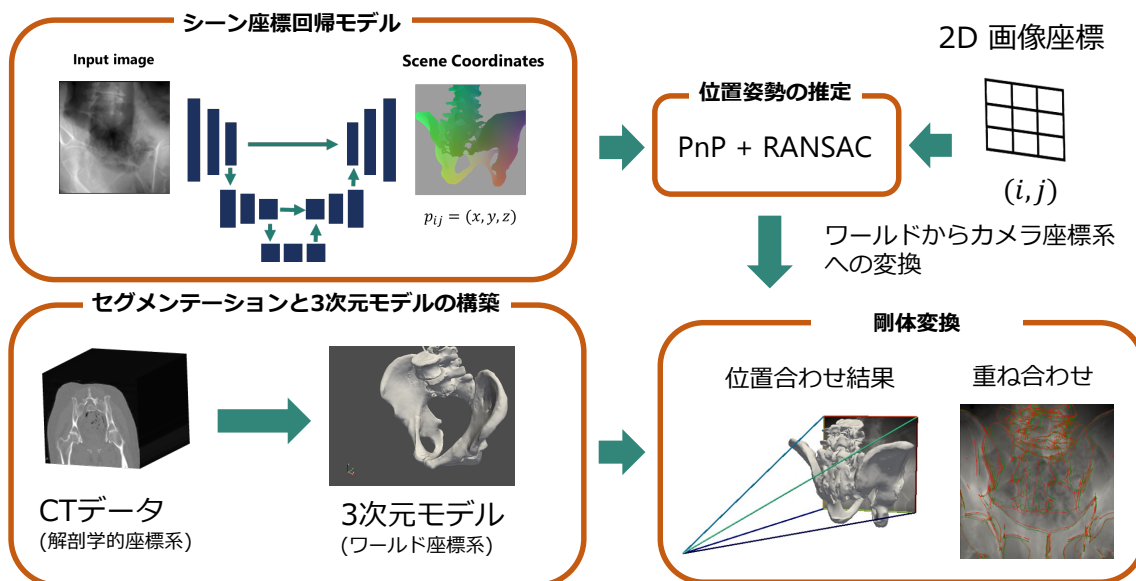 シーン座標回帰モデル
Input image
Scene Coordinates
p_{ij} = (x, y, z)
位置姿勢の推定
PnP + RANSAC
2D 画像座標
(i, j)
ワールドからカメラ座標系
への変換
セグメンテーションと3次元モデルの構築
CTデータ
(解剖学的座標系)
3次元モデル
(ワールド座標系)
剛体変換
位置合わせ結果
重ね合わせ